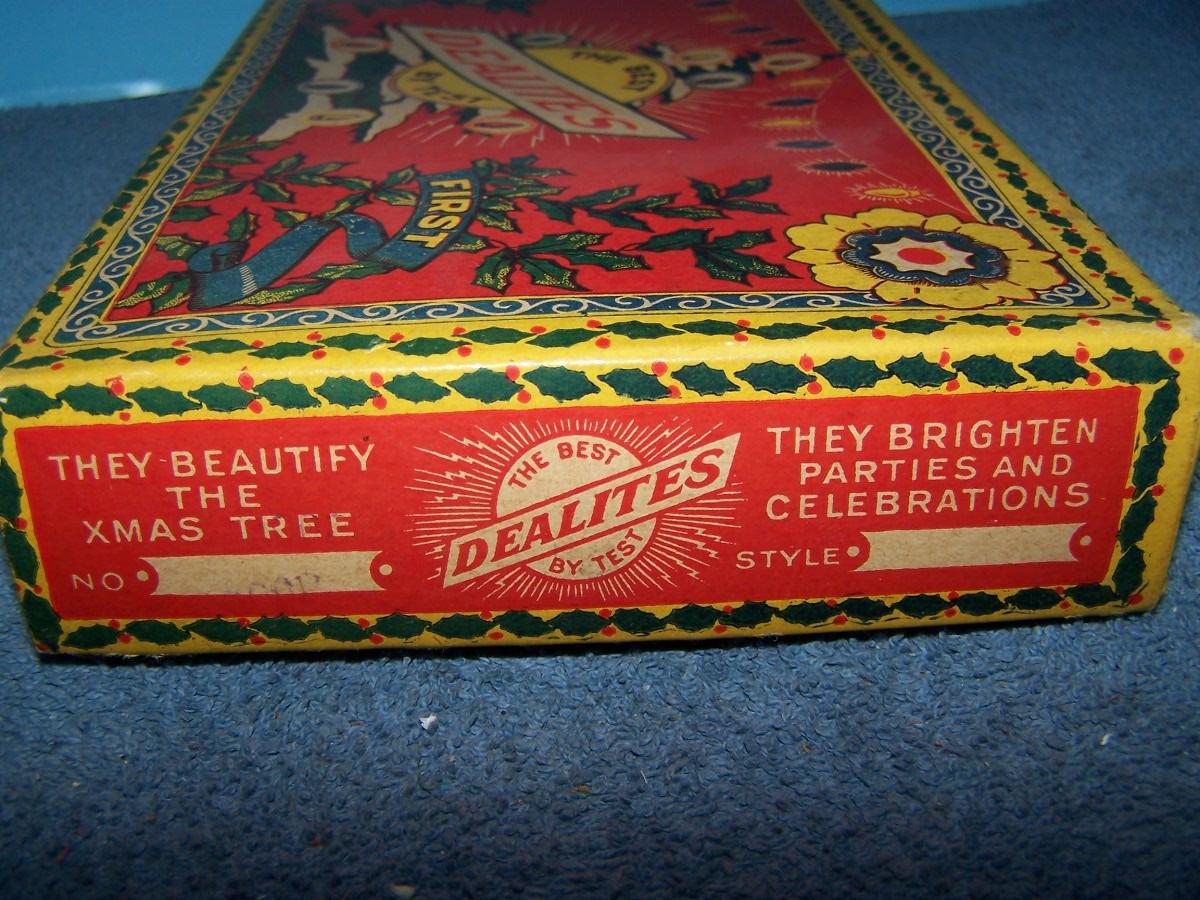 THE BEST
DEALITES
BY TEST
FIRST
THEY BEAUTIFY
THE
XMAS TREE
NO
THE BEST
DEALITES
BY TEST
THEY BRIGHTEN
PARTIES AND
CELEBRATIONS
STYLE